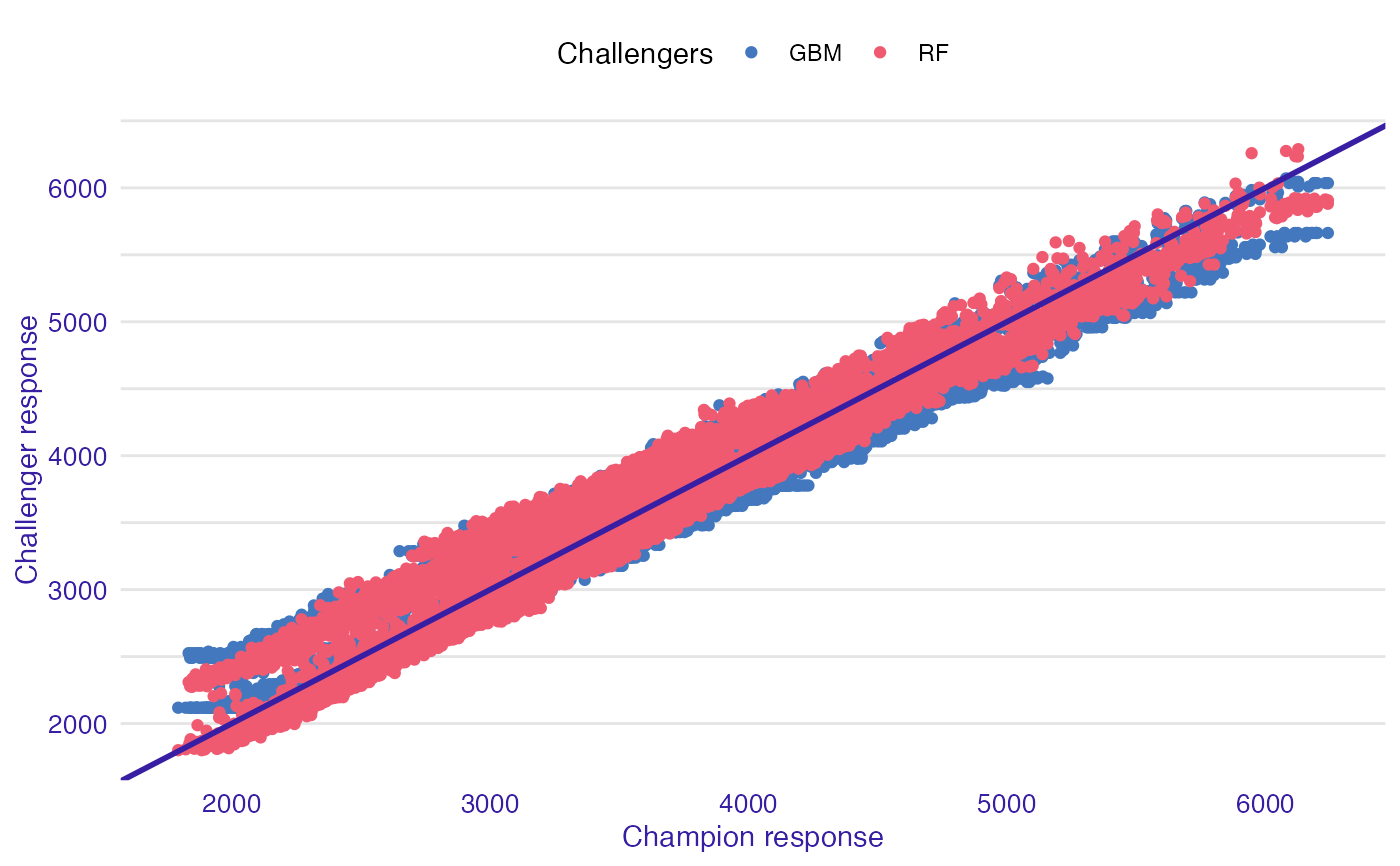 Challengers GBM RF
6000
5000
4000
3000
2000
Challenger response
2000 3000 4000 5000 6000
Champion response